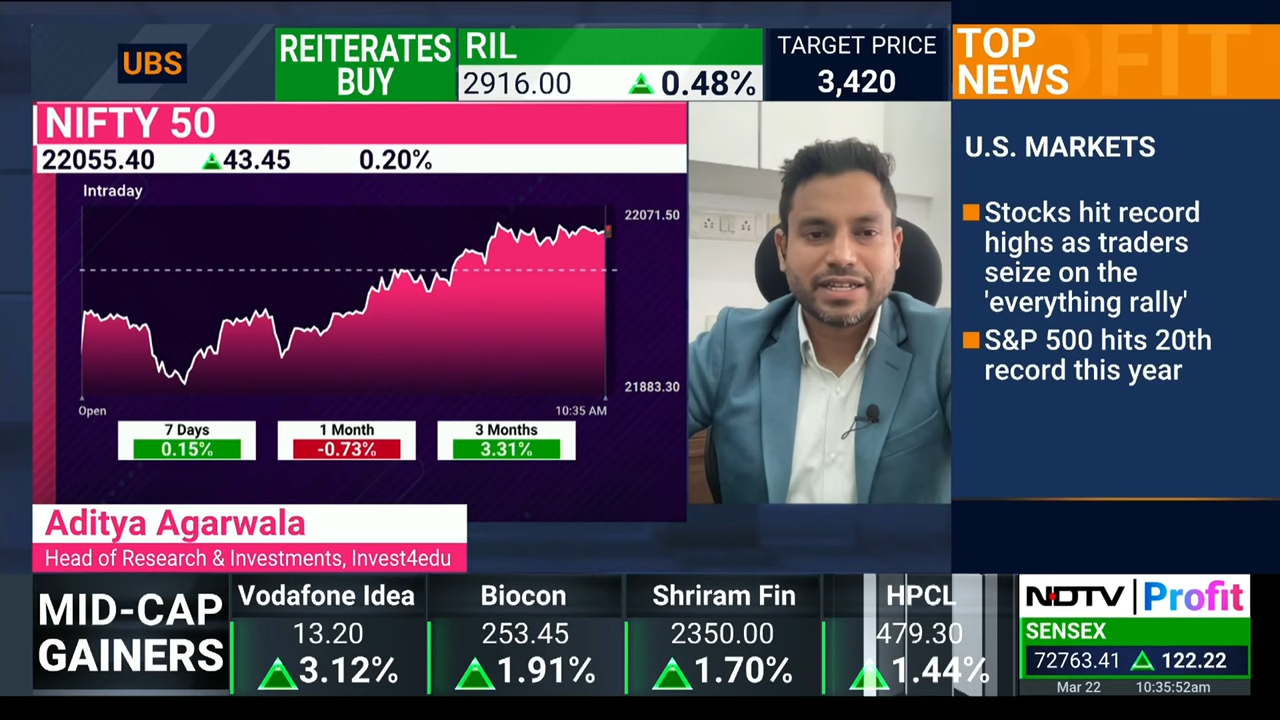 UBS
REITERATES
BUY
RIL
2916.00 0.48%
TARGET PRICE
3,420
TOP
NEWS
NIFTY 50
22055.40 43.45 0.20%
Intraday
22071.50
21883.30
Open
10:35 AM
7 Days
0.15%
1 Month
-0.73%
3 Months
3.31%
U.S. MARKETS
Stocks hit record
highs as traders
seize on the
'everything rally'
S&P 500 hits 20th
record this year
Aditya Agarwala
Head of Research & Investments, Invest4edu
MID-CAP
GAINERS
Vodafone Idea
13.20
3.12%
Biocon
253.45
1.91%
Shriram Fin
2350.00
1.70%
HPCL
479.30
1.44%
NDTV Profit
SENSEX
72763.41 122.22
Mar 22 10:35:52am